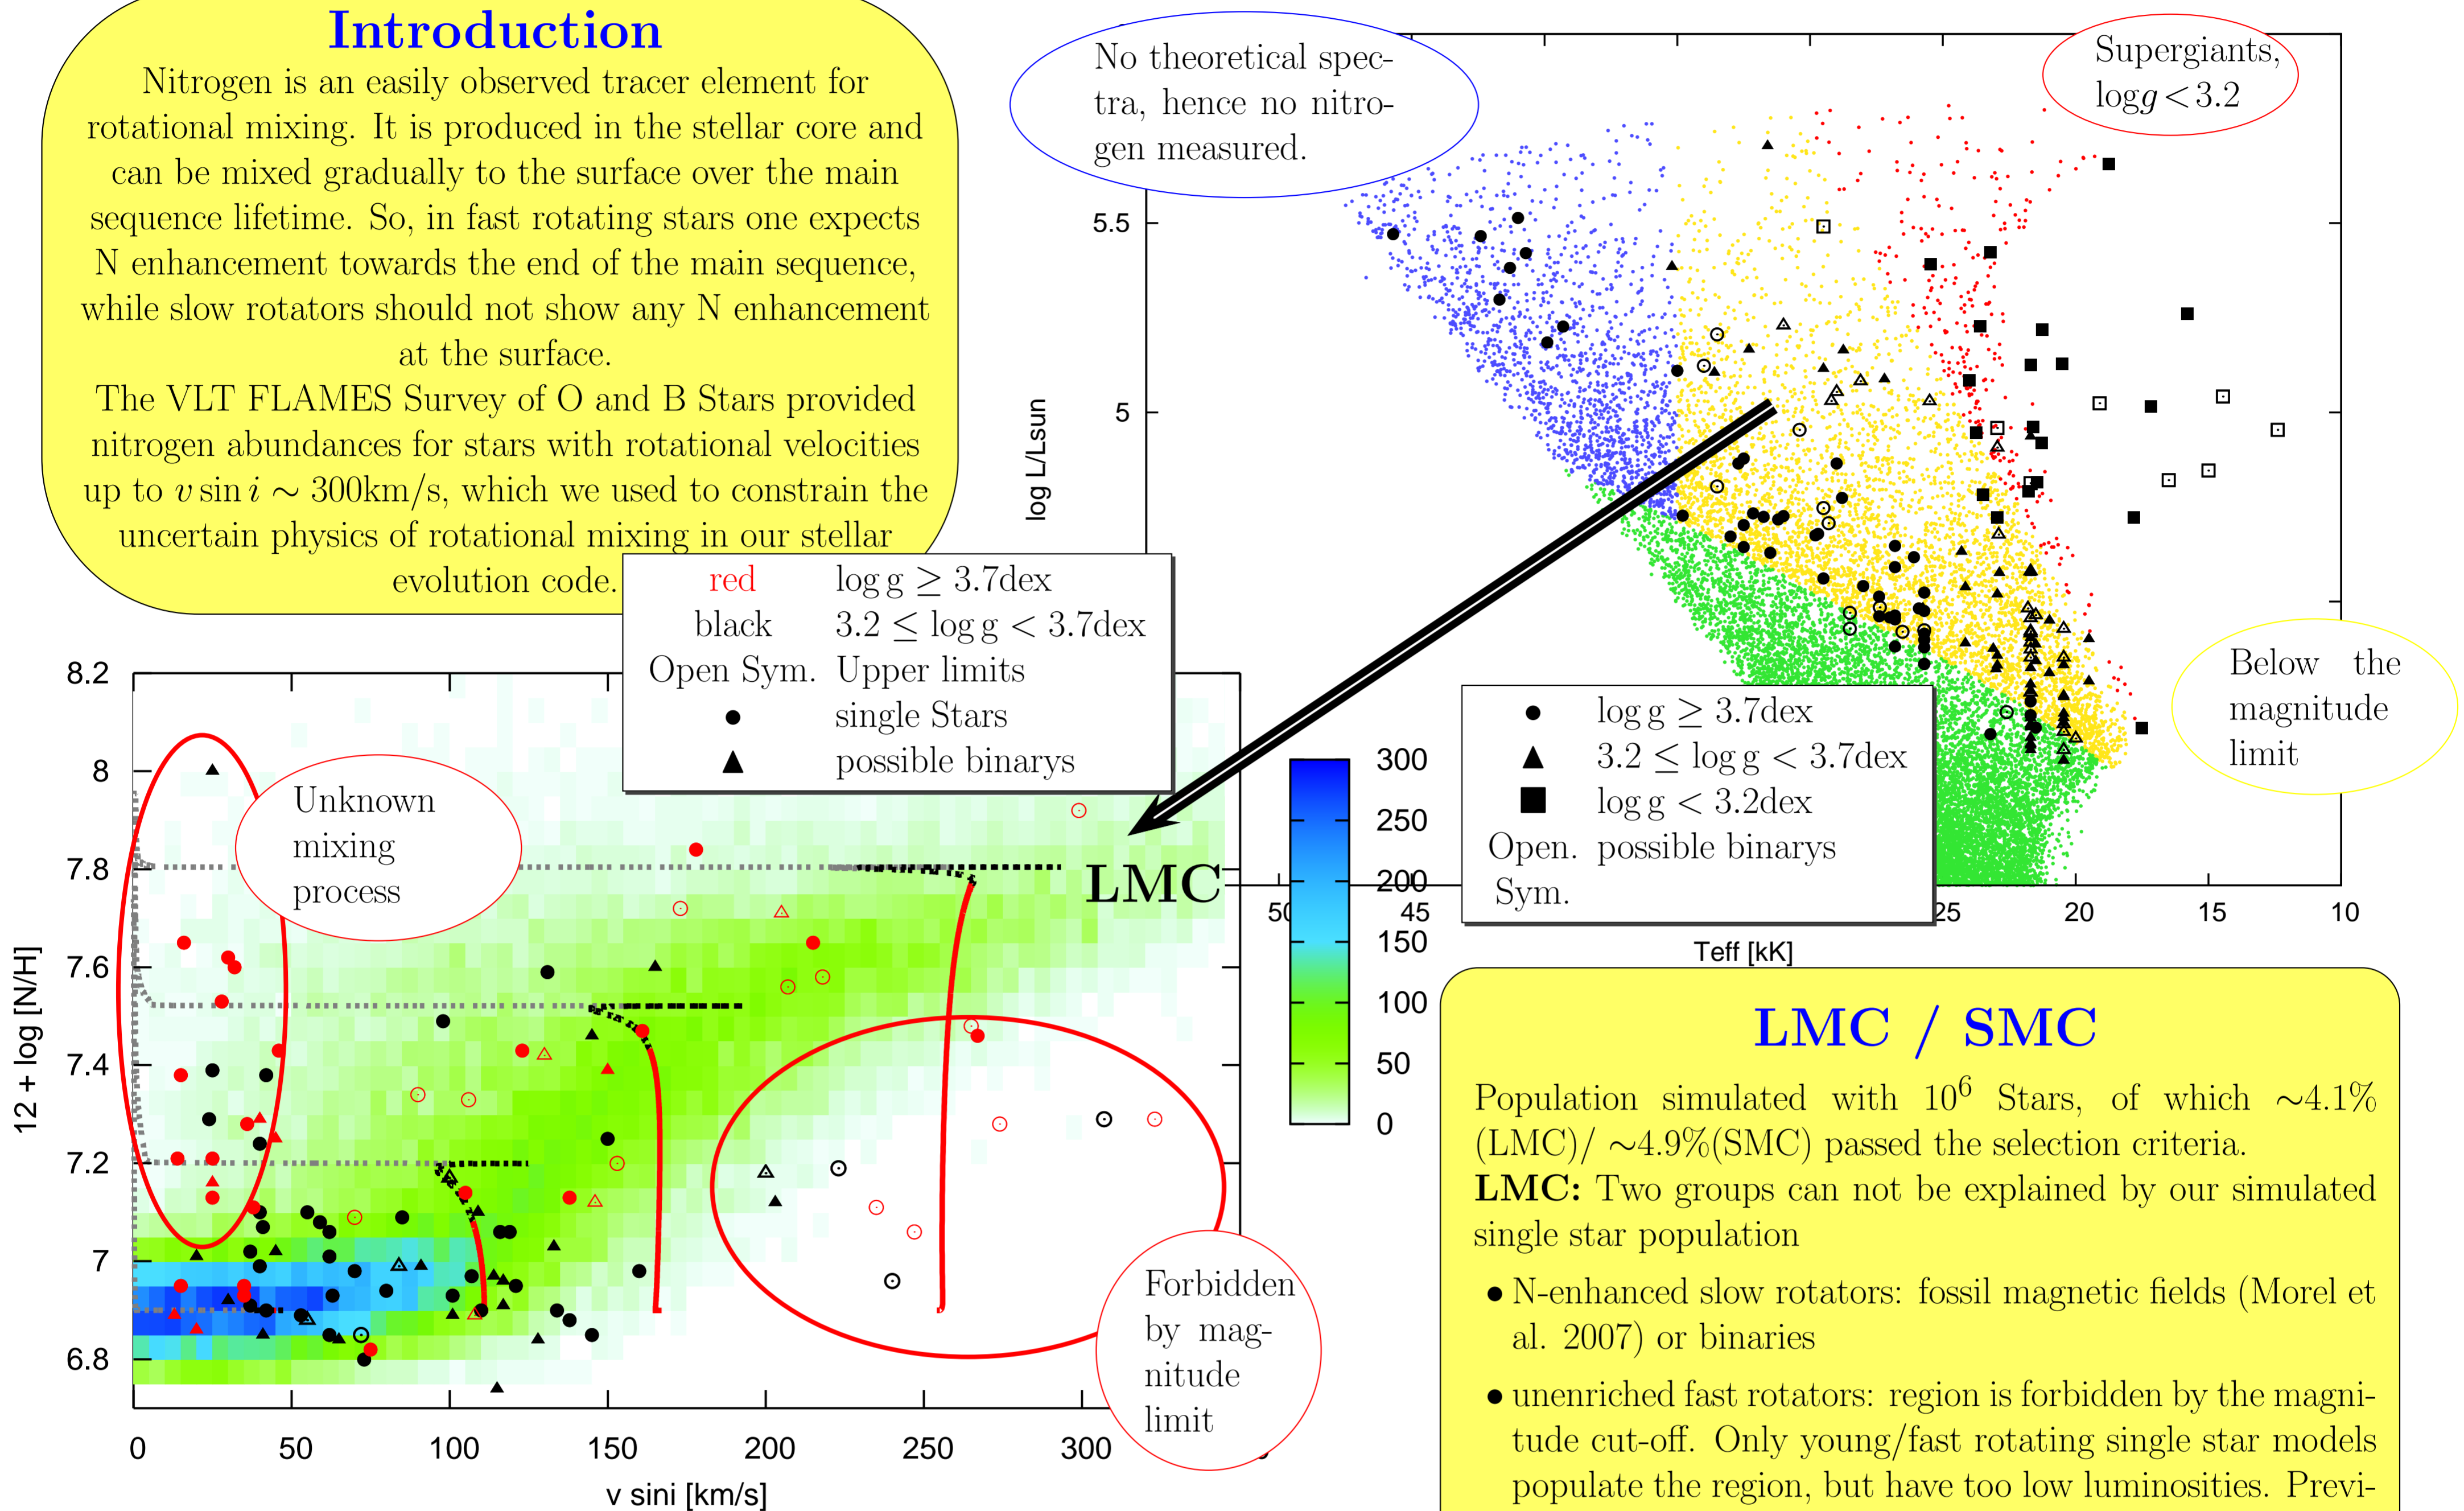 Introduction
Nitrogen is an easily observed tracer element for
rotational mixing. It is produced in the stellar core and
can be mixed gradually to the surface over the main
sequence lifetime. So, in fast rotating stars one expects
N enhancement towards the end of the main sequence,
while slow rotators should not show any N enhancement
at the surface.
The VLT FLAMES Survey of O and B Stars provided
nitrogen abundances for stars with rotational velocities
up to v sin i ∼ 300km/s, which we used to constrain the
uncertain physics of rotational mixing in our stellar
evolution code.
No theoretical spec-
tra, hence no nitro-
gen measured.
Supergiants,
log g < 3.2
5.5
5
log L/Lsun
Below the
magnitude
limit
● log g ≥ 3.7dex
▲ 3.2 ≤ log g < 3.7dex
■ log g < 3.2dex
Open. possible binarys
Sym.
50 45 25 20 15 10
Teff [kK]
red log g ≥ 3.7dex
black 3.2 ≤ log g < 3.7dex
Open Sym. Upper limits
● single Stars
▲ possible binarys
8.2
8
7.8
7.6
7.4
7.2
7
6.8
12 + log [N/H]
Unknown
mixing
process
LMC
300
250
200
150
100
50
0
Forbidden
by mag-
nitude
limit
0 50 100 150 200 250 300
v sini [km/s]
LMC / SMC
Population simulated with 10⁶ Stars, of which ∼4.1%
(LMC)/ ∼4.9%(SMC) passed the selection criteria.
LMC: Two groups can not be explained by our simulated
single star population
● N-enhanced slow rotators: fossil magnetic fields (Morel et
al. 2007) or binaries
● unenriched fast rotators: region is forbidden by the magni-
tude cut-off. Only young/fast rotating single star models
populate the region, but have too low luminosities. Previ-